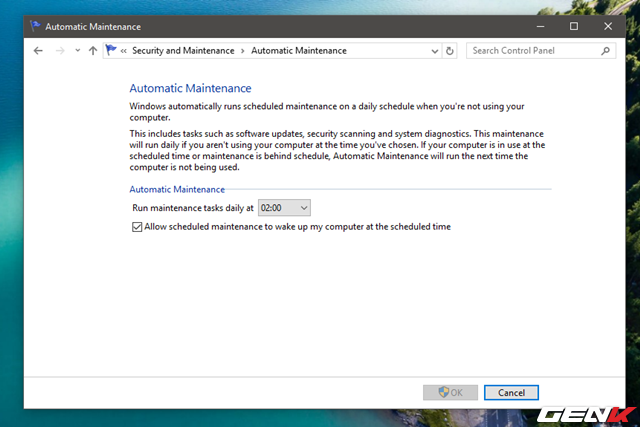 Automatic Maintenance
« Security and Maintenance > Automatic Maintenance
Search Control Panel
Automatic Maintenance
Windows automatically runs scheduled maintenance on a daily schedule when you're not using your
computer.
This includes tasks such as software updates, security scanning and system diagnostics. This maintenance
will run daily if you aren't using your computer at the time you've chosen. If your computer is in use at the
scheduled time or maintenance is behind schedule, Automatic Maintenance will run the next time the
computer is not being used.
Automatic Maintenance
Run maintenance tasks daily at 02:00
Allow scheduled maintenance to wake up my computer at the scheduled time
OK Cancel
GENK